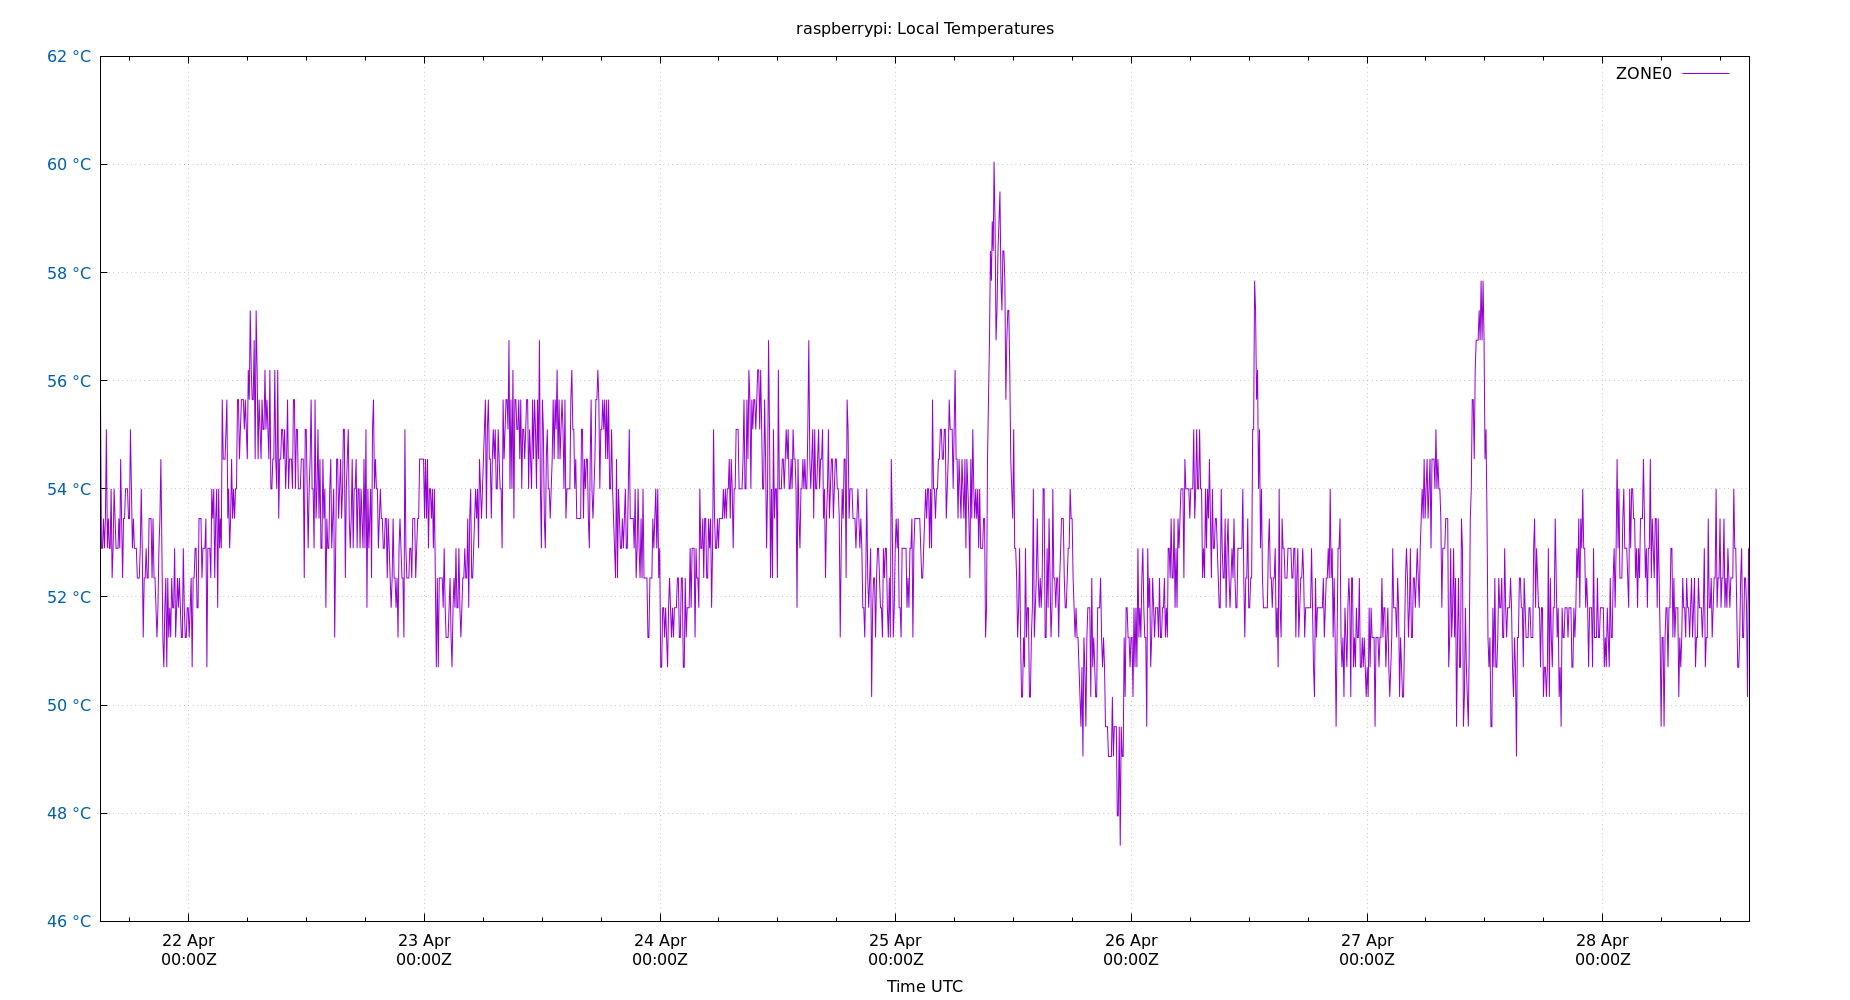 raspberrypi: Local Temperatures
62 °C
ZONE0
60 °C
58 °C
56 °C
54 °C
52 °C
50 °C
48 °C
46 °C
22 Apr 23 Apr 24 Apr 25 Apr 26 Apr 27 Apr 28 Apr
00:00Z 00:00Z 00:00Z 00:00Z 00:00Z 00:00Z 00:00Z
Time UTC